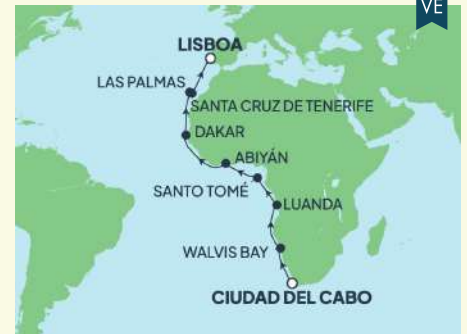 VE
LISBOA
LAS PALMAS
SANTA CRUZ DE TENERIFE
DAKAR
ABIYÁN
SANTO TOMÉ
LUANDA
WALVIS BAY
CIUDAD DEL CABO